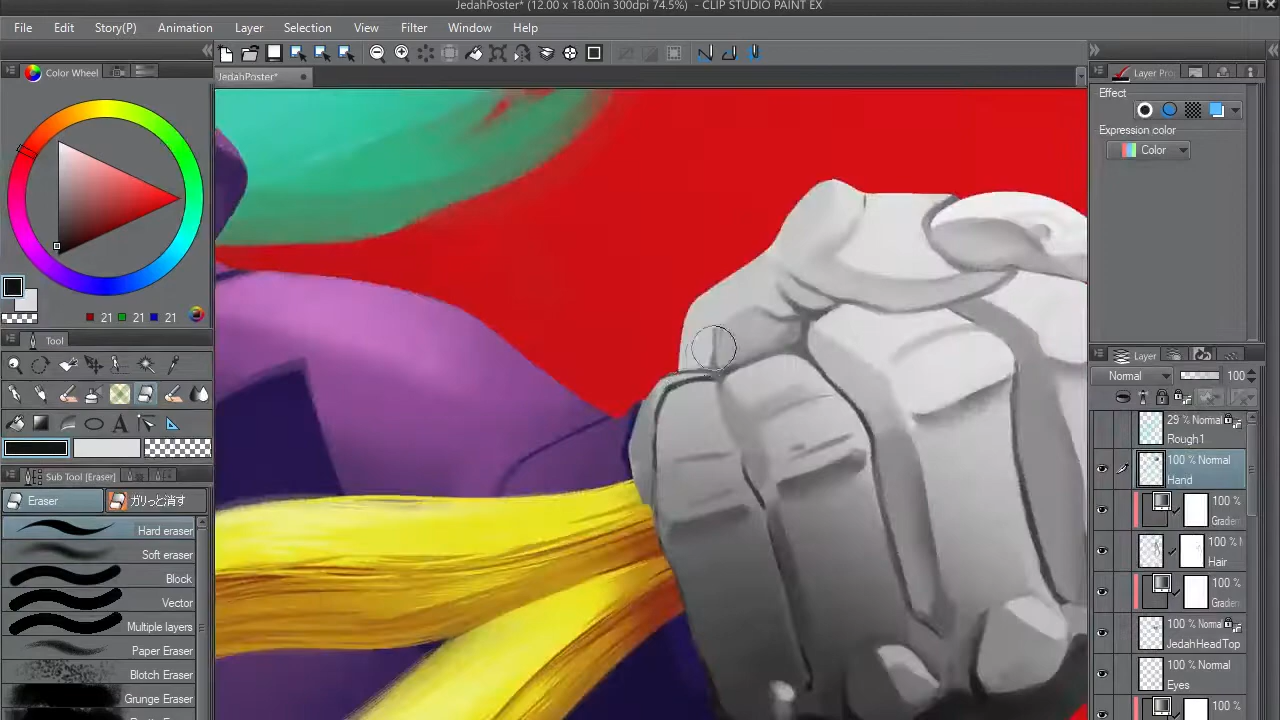 JedahPoster* (12.00 x 18.00in 300dpi 74.5%) - CLIP STUDIO PAINT EX
File Edit Story(P) Animation Layer Selection View Filter Window Help
JedahPoster*
Color Wheel
21 21 21
Tool
Sub Tool [Eraser]
Eraser ガリっと消す
Hard eraser
Soft eraser
Block
Vector
Multiple layers
Paper Eraser
Blotch Eraser
Grunge Eraser
Layer Pro
Effect
Expression color
Color
Layer
Normal 100
29 % Normal
Rough1
100 % Normal
Hand
100 %
Gradien
100 %
Hair
100 %
Gradien
100 % Normal
JedahHeadTop
100 % Normal
Eyes
100 %